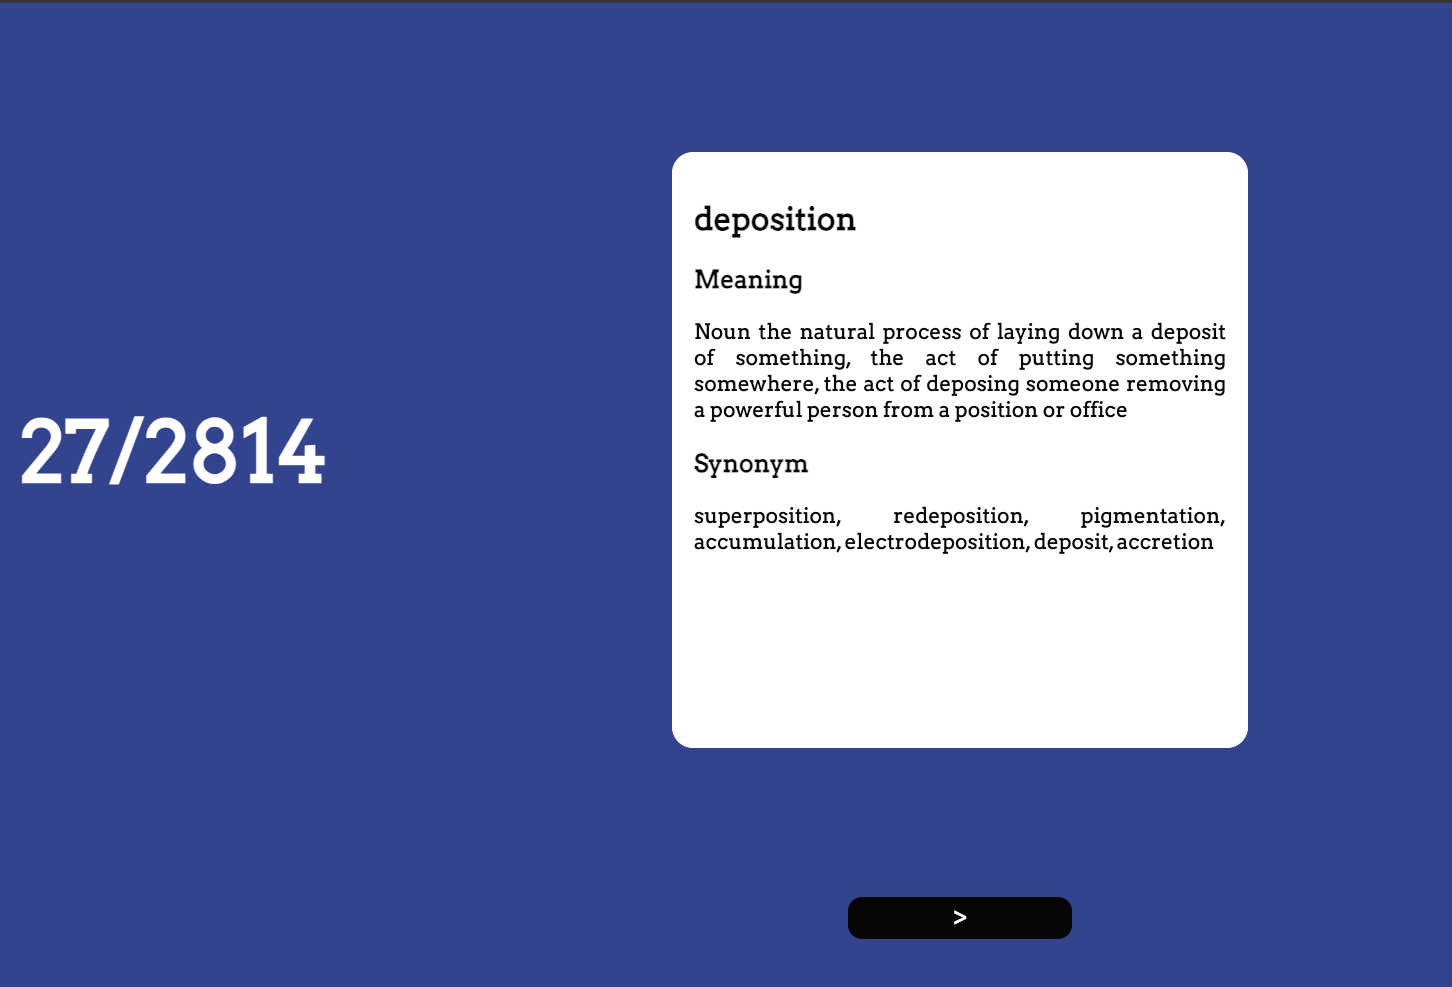 27/2814
deposition
Meaning
Noun the natural process of laying down a deposit
of something, the act of putting something
somewhere, the act of deposing someone removing
a powerful person from a position or office
Synonym
superposition, redeposition, pigmentation,
accumulation, electrodeposition, deposit, accretion
>